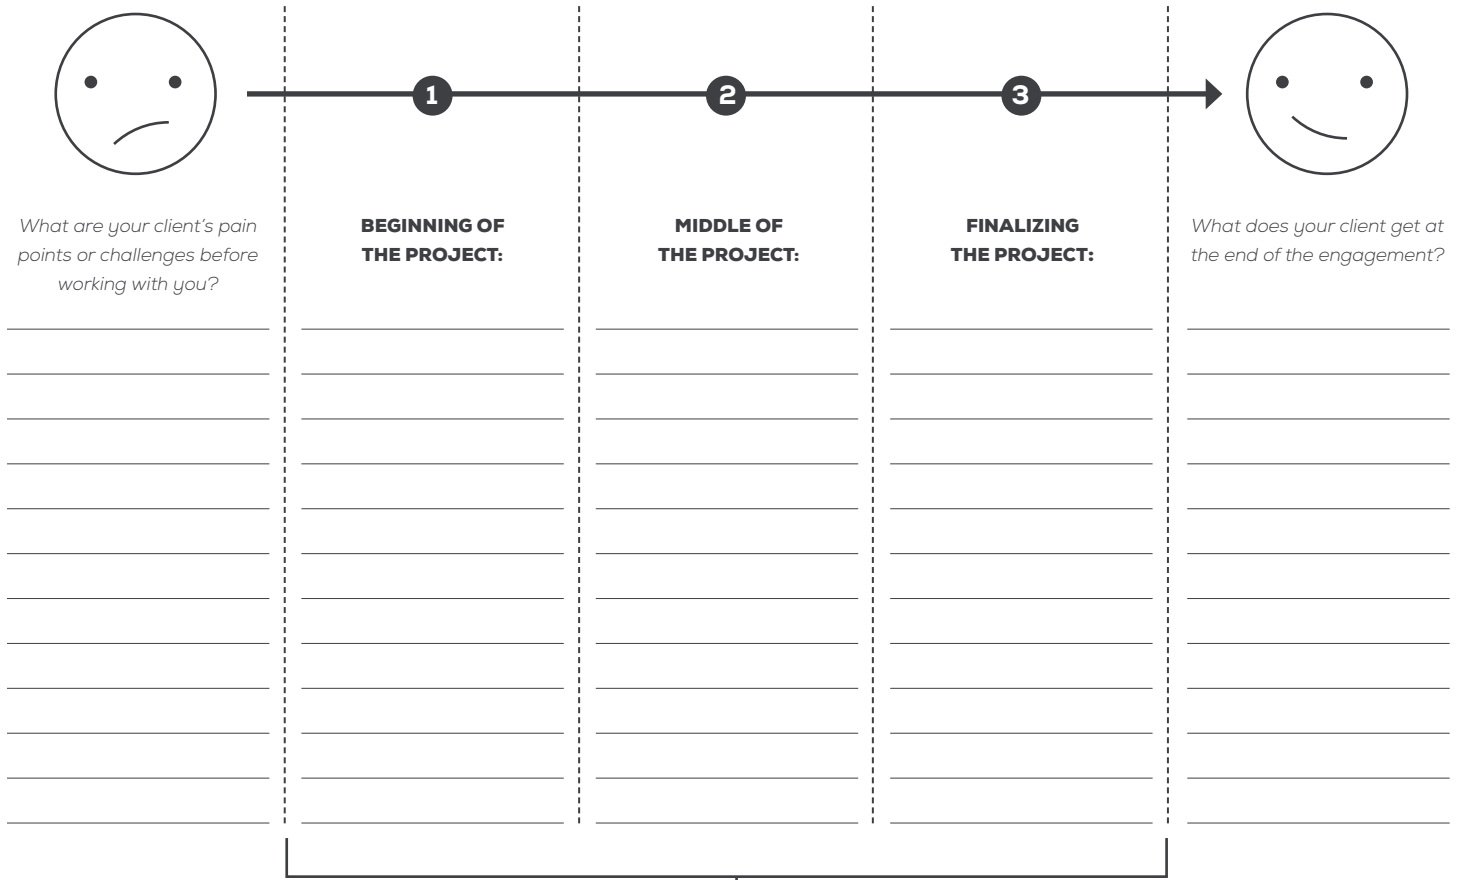 1
2
3
What are your client's pain
points or challenges before
working with you?
BEGINNING OF
THE PROJECT:
MIDDLE OF
THE PROJECT:
FINALIZING
THE PROJECT:
What does your client get at
the end of the engagement?